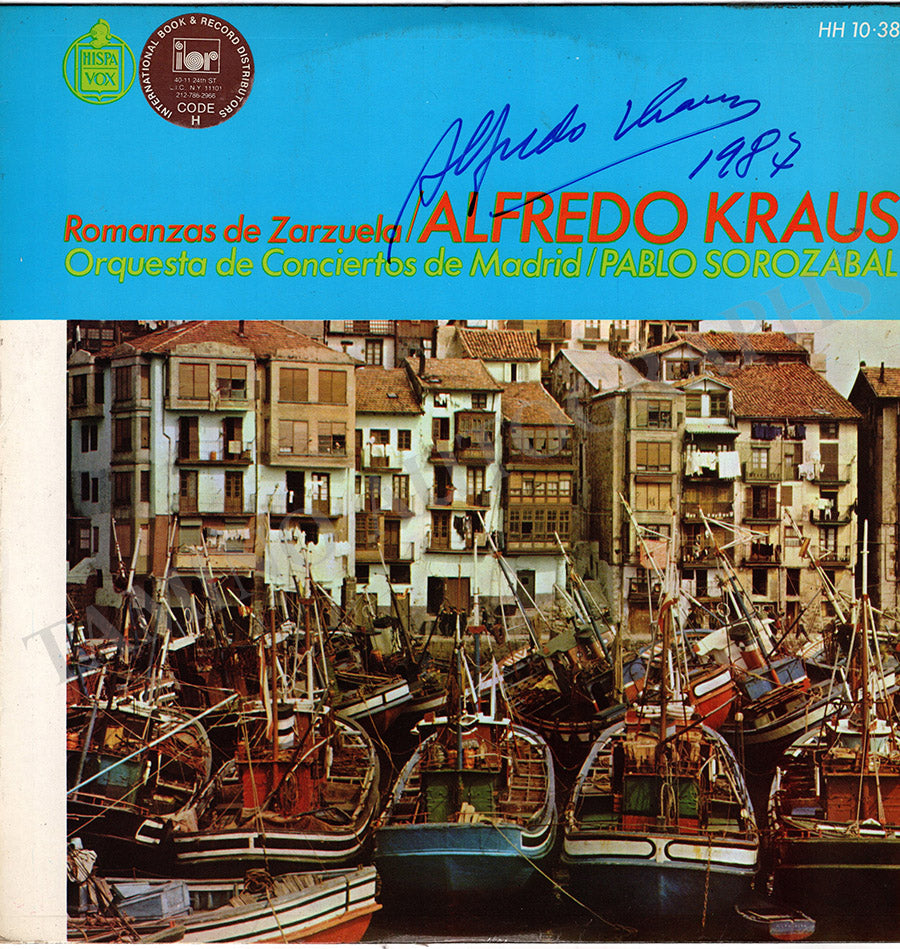 HISPA
VOX
INTERNATIONAL BOOK & RECORD DISTRIBUTORS
ibr
40-11 24th ST.
L.I.C. N.Y. 11101
212-786-2966
CODE
H
HH 10-38
Alfredo Kraus
1987
Romanzas de Zarzuela/ALFREDO KRAUS
Orquesta de Conciertos de Madrid/PABLO SOROZABAL